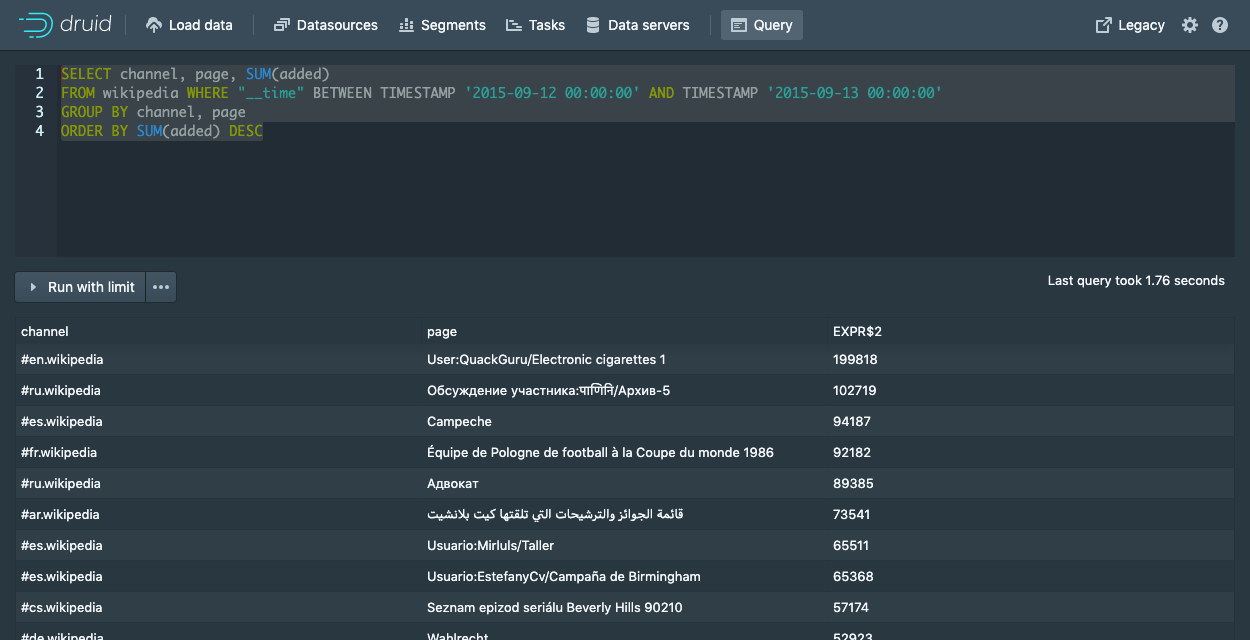 druid Load data Datasources Segments Tasks Data servers Query Legacy
1 SELECT channel, page, SUM(added)
2 FROM wikipedia WHERE "__time" BETWEEN TIMESTAMP '2015-09-12 00:00:00' AND TIMESTAMP '2015-09-13 00:00:00'
3 GROUP BY channel, page
4 ORDER BY SUM(added) DESC
Run with limit Last query took 1.76 seconds
channel page EXPR$2
#en.wikipedia User:QuackGuru/Electronic cigarettes 1 199818
#ru.wikipedia Обсуждение участника:पाणिनि/Архив-5 102719
#es.wikipedia Campeche 94187
#fr.wikipedia Équipe de Pologne de football à la Coupe du monde 1986 92182
#ru.wikipedia Адвокат 89385
#ar.wikipedia قائمة الجوائز والترشيحات التي تلقتها كيت بلانشيت 73541
#es.wikipedia Usuario:Mirluls/Taller 65511
#es.wikipedia Usuario:EstefanyCv/Campaña de Birmingham 65368
#cs.wikipedia Seznam epizod seriálu Beverly Hills 90210 57174
#de.wikipedia Wahlrecht 52923